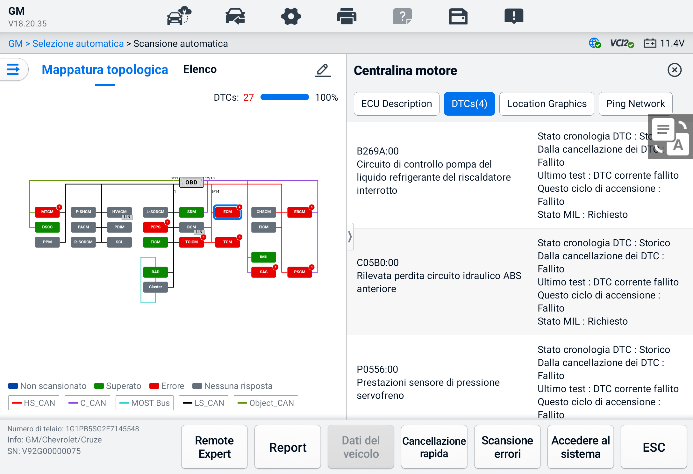 GM
V18.20.35
GM > Selezione automatica > Scansione automatica
VCI2
11.4V
Mappatura topologica
Elenco
DTCs: 27
100%
OBD
SDM
TCM
Cluster
Non scansionato
Superato
Errore
Nessuna risposta
HS_CAN
C_CAN
MOST Bus
LS_CAN
Object_CAN
Centralina motore
ECU Description
DTCs(4)
Location Graphics
Ping Network
A
B269A:00
Circuito di controllo pompa del
liquido refrigerante del riscaldatore
interrotto
Stato cronologia DTC : Storico
Dalla cancellazione dei DTC :
Fallito
Ultimo test : DTC corrente fallito
Questo ciclo di accensione :
Fallito
Stato MIL : Richiesto
C05B0:00
Rilevata perdita circuito idraulico ABS
anteriore
Stato cronologia DTC : Storico
Dalla cancellazione dei DTC :
Fallito
Ultimo test : DTC corrente fallito
Questo ciclo di accensione :
Fallito
Stato MIL : Richiesto
P0556:00
Prestazioni sensore di pressione
servofreno
Stato cronologia DTC : Storico
Dalla cancellazione dei DTC :
Fallito
Ultimo test : DTC corrente fallito
Questo ciclo di accensione :
Fallito
Numero di telaio: 1G1PB5SG2E7145548
Info: GM/Chevrolet/Cruze
SN: V92G00000075
Remote
Expert
Report
Dati del
veicolo
Cancellazione
rapida
Scansione
errori
Accedere al
sistema
ESC